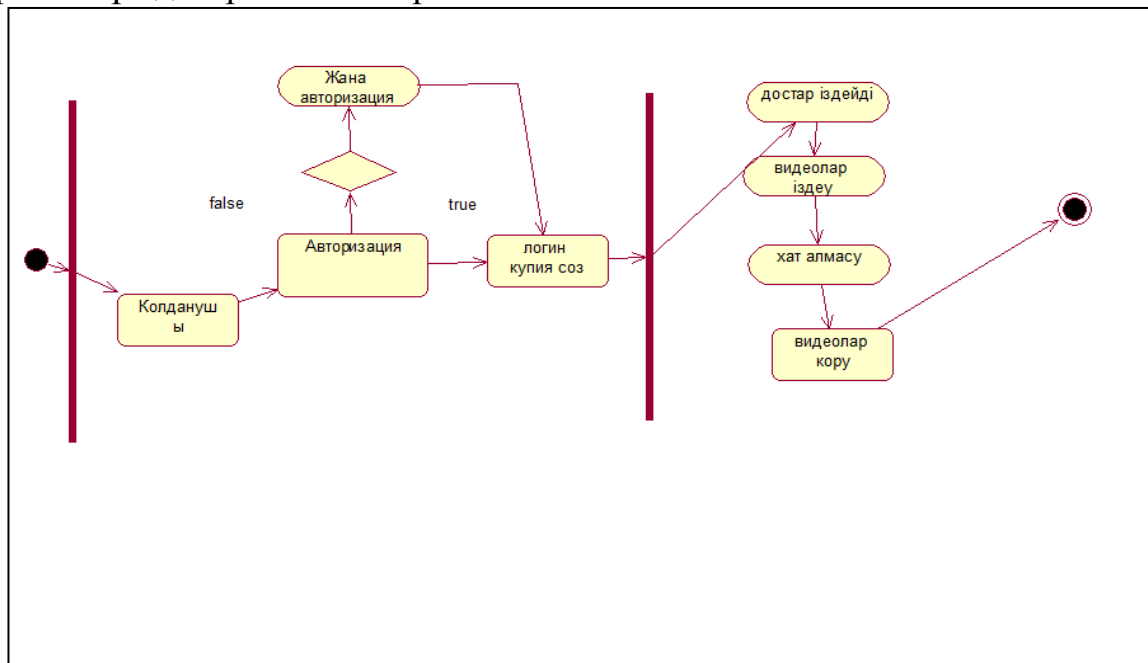 Жана
авторизация
false
true
Авторизация
Колдануш
ы
логин
купия соз
достар іздейді
видеолар
іздеу
хат алмасу
видеолар
кору